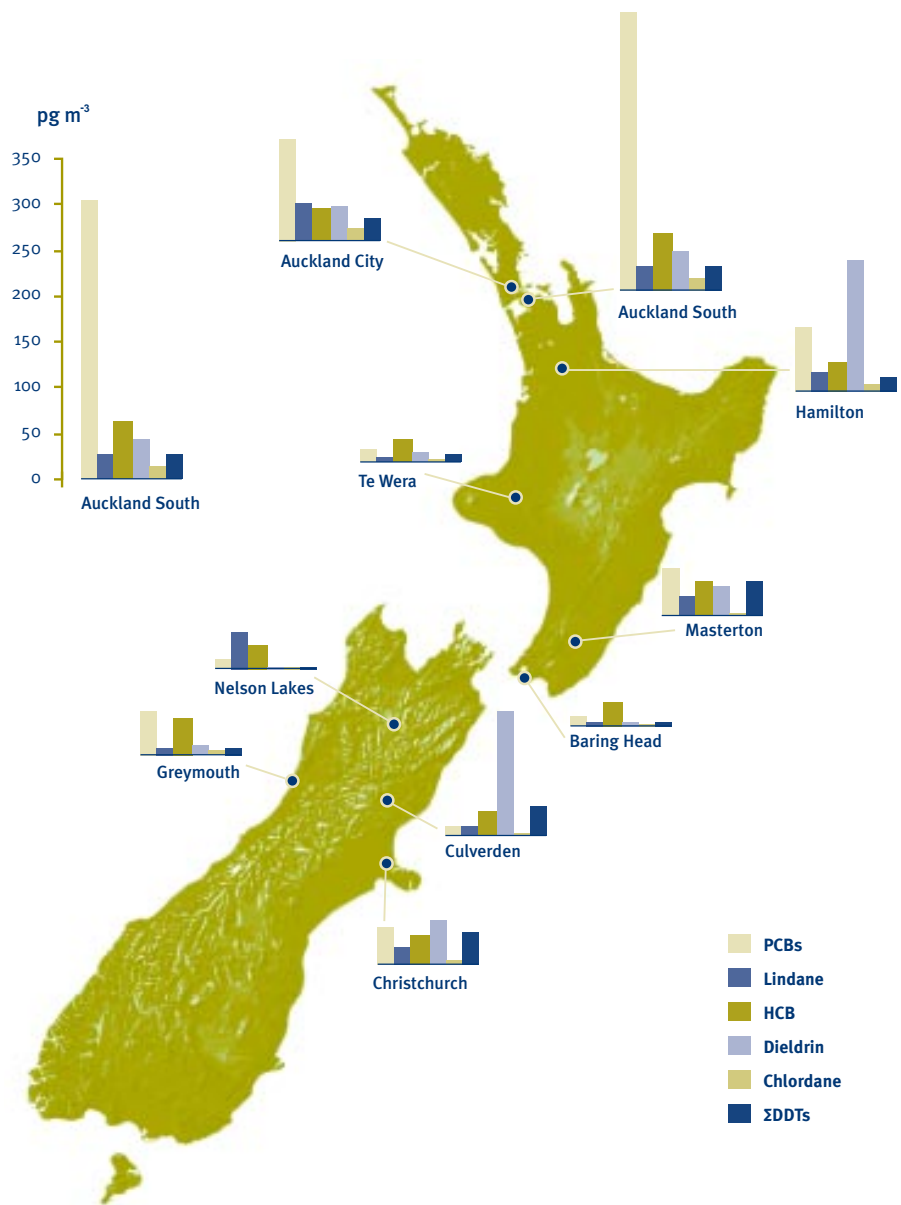 pg m⁻³
350
300
250
200
150
100
50
0
Auckland South
Auckland City
Auckland South
Hamilton
Te Wera
Masterton
Nelson Lakes
Baring Head
Greymouth
Culverden
Christchurch
PCBs
Lindane
HCB
Dieldrin
Chlordane
ΣDDTs